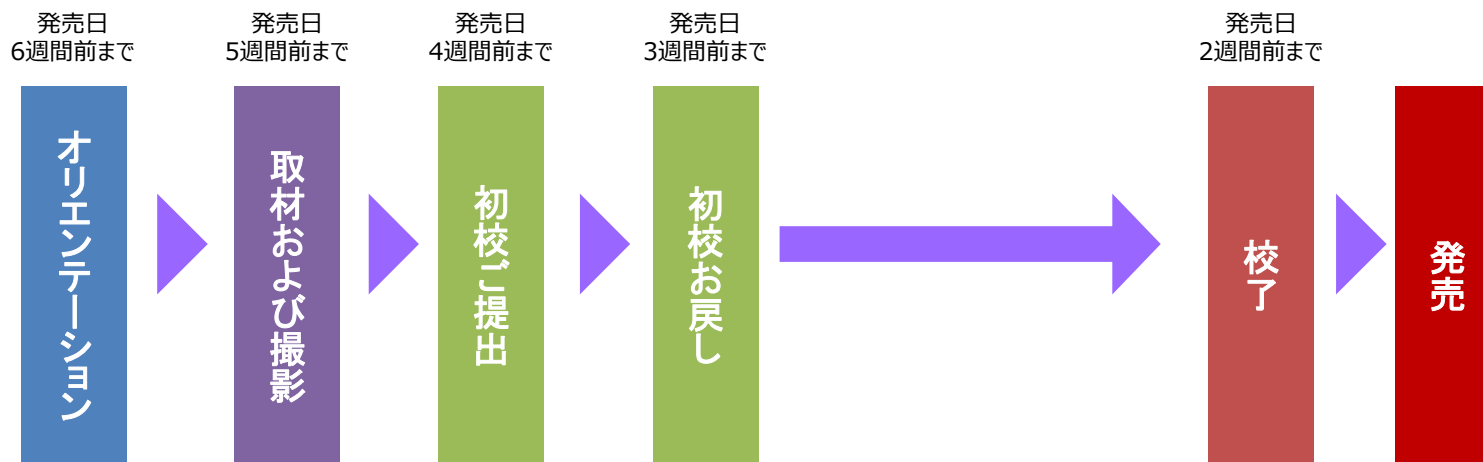 発売日
6週間前まで
発売日
5週間前まで
発売日
4週間前まで
発売日
3週間前まで
発売日
2週間前まで
オリエンテーション
取材および撮影
初校ご提出
初校お戻し
校了
発売